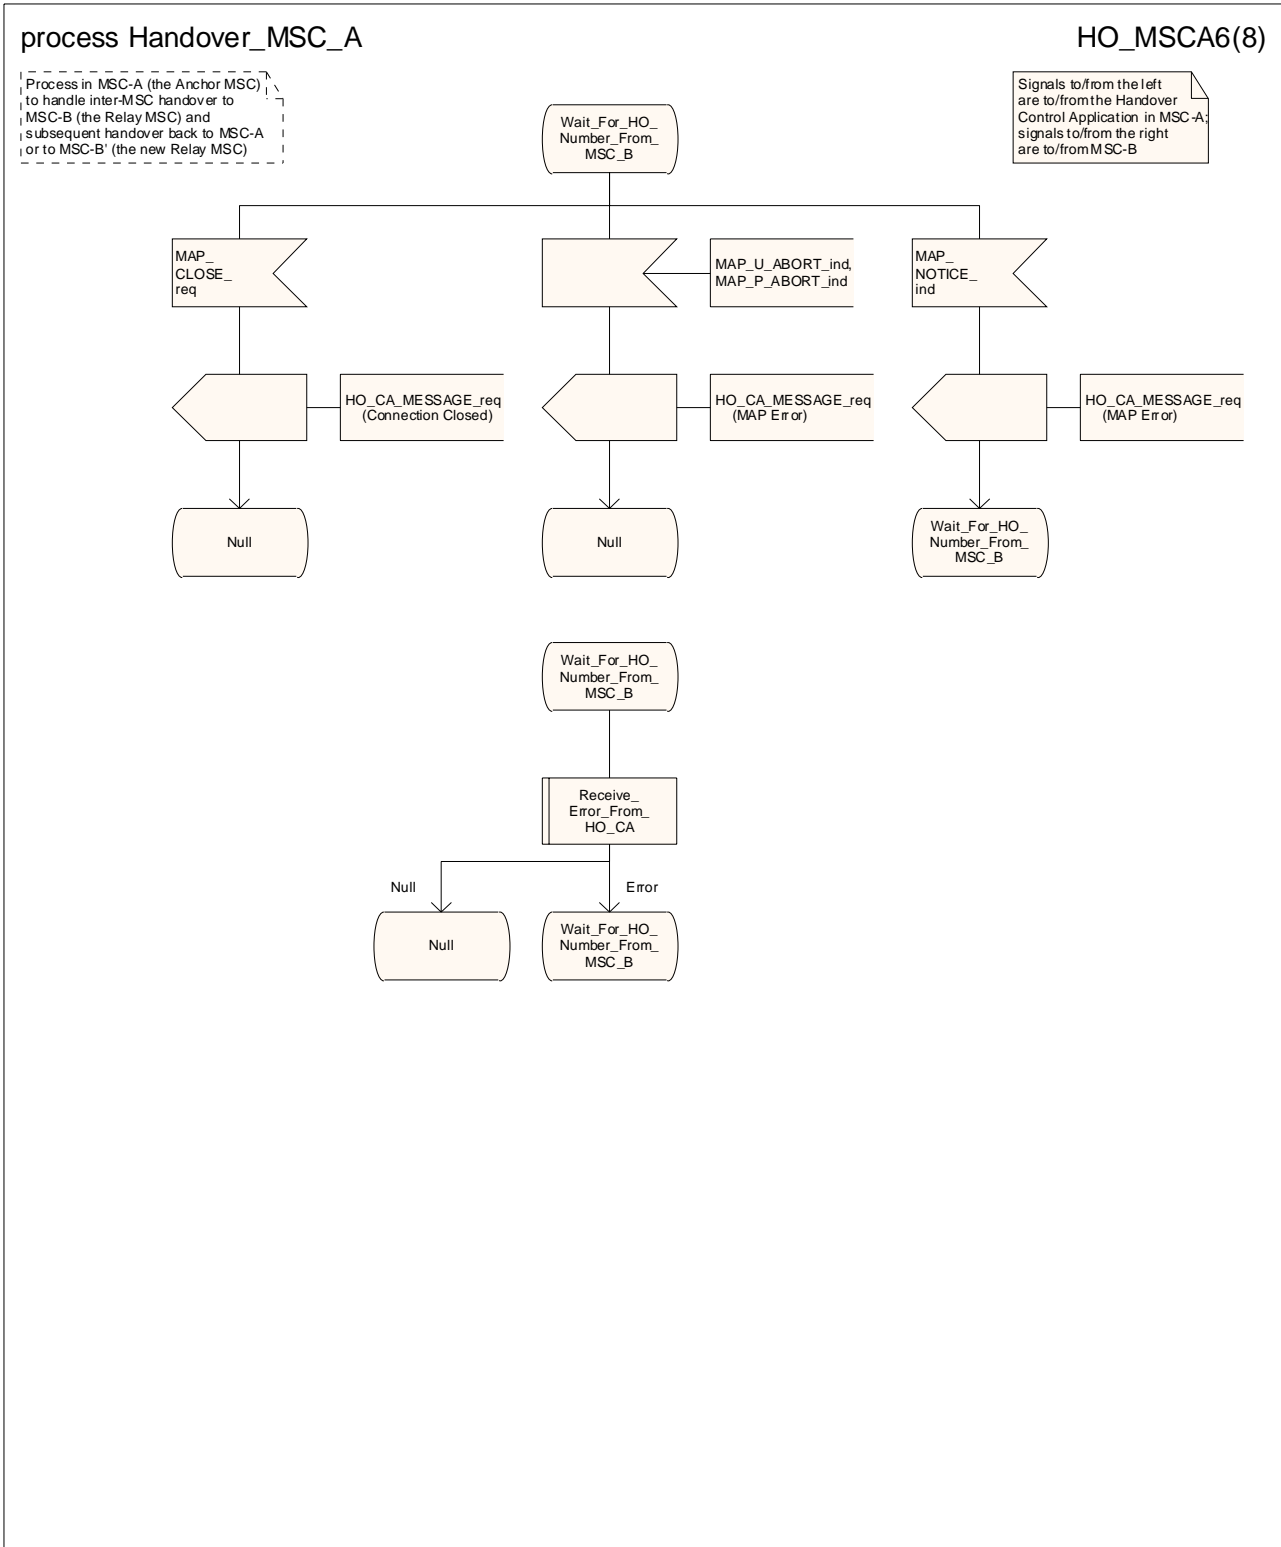 process Handover_MSC_A
HO_MSCA6(8)
Process in MSC-A (the Anchor MSC)
to handle inter-MSC handover to
MSC-B (the Relay MSC) and
subsequent handover back to MSC-A
or to MSC-B' (the new Relay MSC)
Signals to/from the left
are to/from the Handover
Control Application in MSC-A;
signals to/from the right
are to/from MSC-B
Wait_For_HO_
Number_From_
MSC_B
MAP_
CLOSE_
req
MAP_U_ABORT_ind,
MAP_P_ABORT_ind
MAP_
NOTICE_
ind
HO_CA_MESSAGE_req
(Connection Closed)
HO_CA_MESSAGE_req
(MAP Error)
HO_CA_MESSAGE_req
(MAP Error)
Null
Null
Wait_For_HO_
Number_From_
MSC_B
Wait_For_HO_
Number_From_
MSC_B
Receive_
Error_From_
HO_CA
Null
Error
Null
Wait_For_HO_
Number_From_
MSC_B